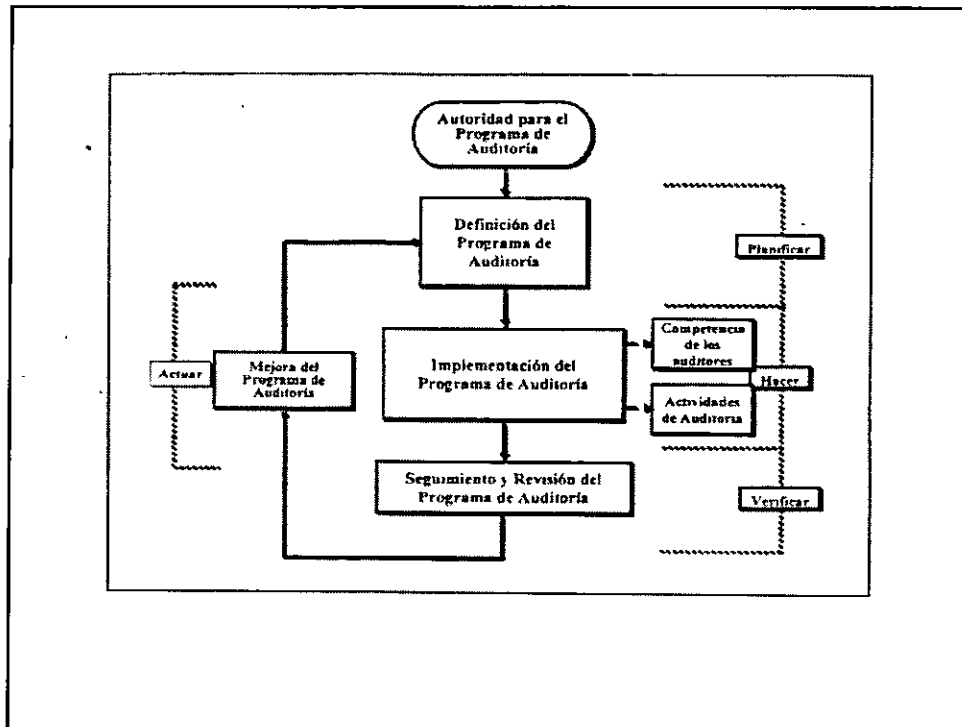 Autoridad para el
Programa de
Auditoría
Definición del
Programa de
Auditoría
Planificar
Implementación del
Programa de Auditoría
Competencia
de los
auditores
Hacer
Actividades
de Auditoría
Actuar
Mejora del
Programa de
Auditoría
Seguimiento y Revisión del
Programa de Auditoría
Verificar